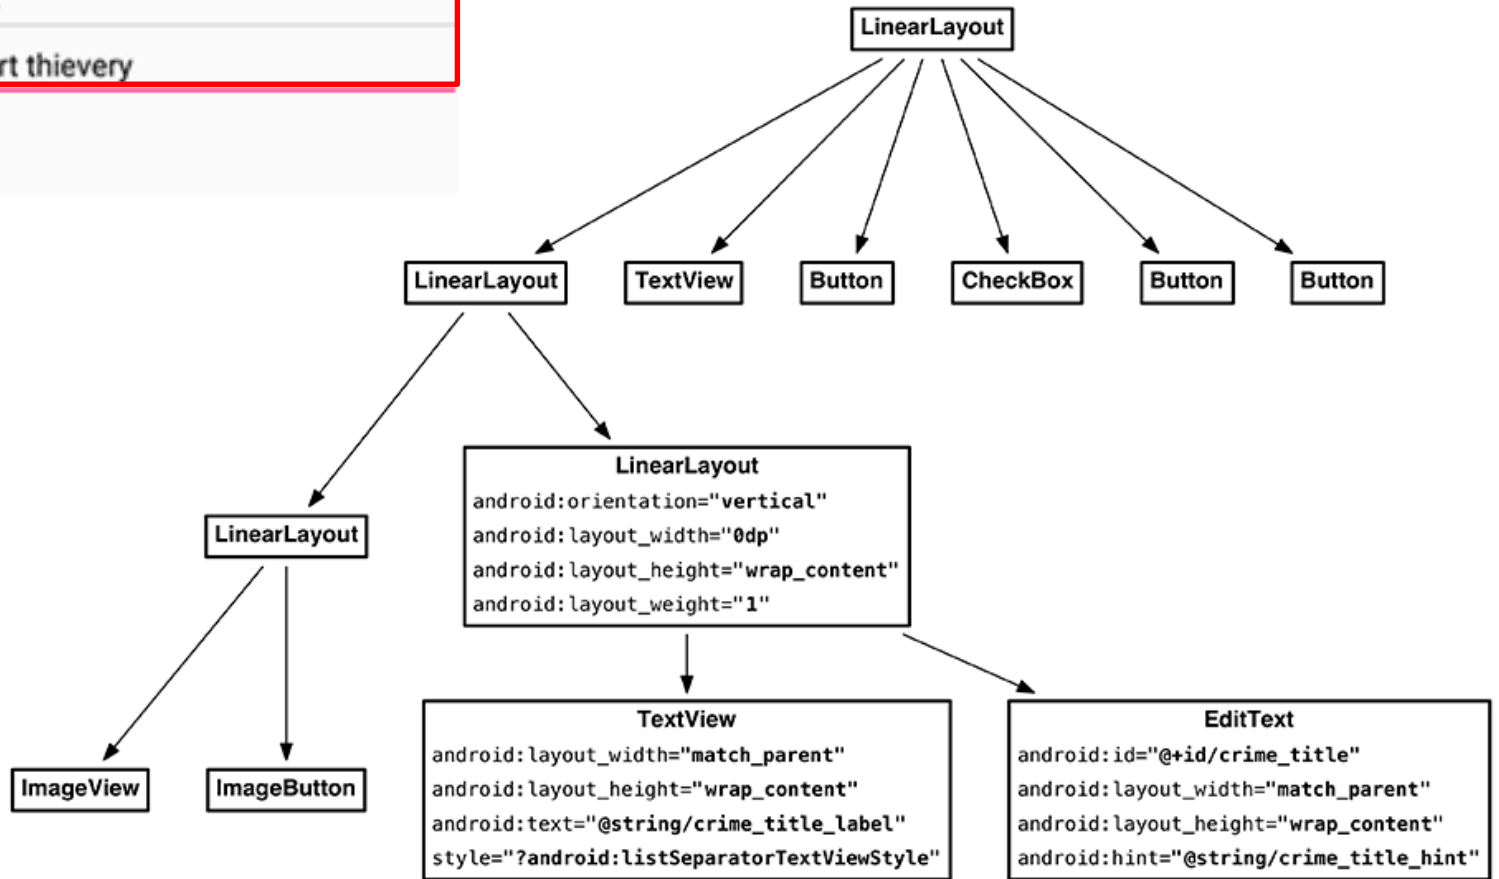 thievery
LinearLayout
LinearLayout
TextView
Button
CheckBox
Button
Button
LinearLayout
android:orientation="vertical"
android:layout_width="0dp"
android:layout_height="wrap_content"
android:layout_weight="1"
LinearLayout
TextView
android:layout_width="match_parent"
android:layout_height="wrap_content"
android:text="@string/crime_title_label"
style="?android:listSeparatorTextViewStyle"
EditText
android:id="@+id/crime_title"
android:layout_width="match_parent"
android:layout_height="wrap_content"
android:hint="@string/crime_title_hint"
ImageView
ImageButton